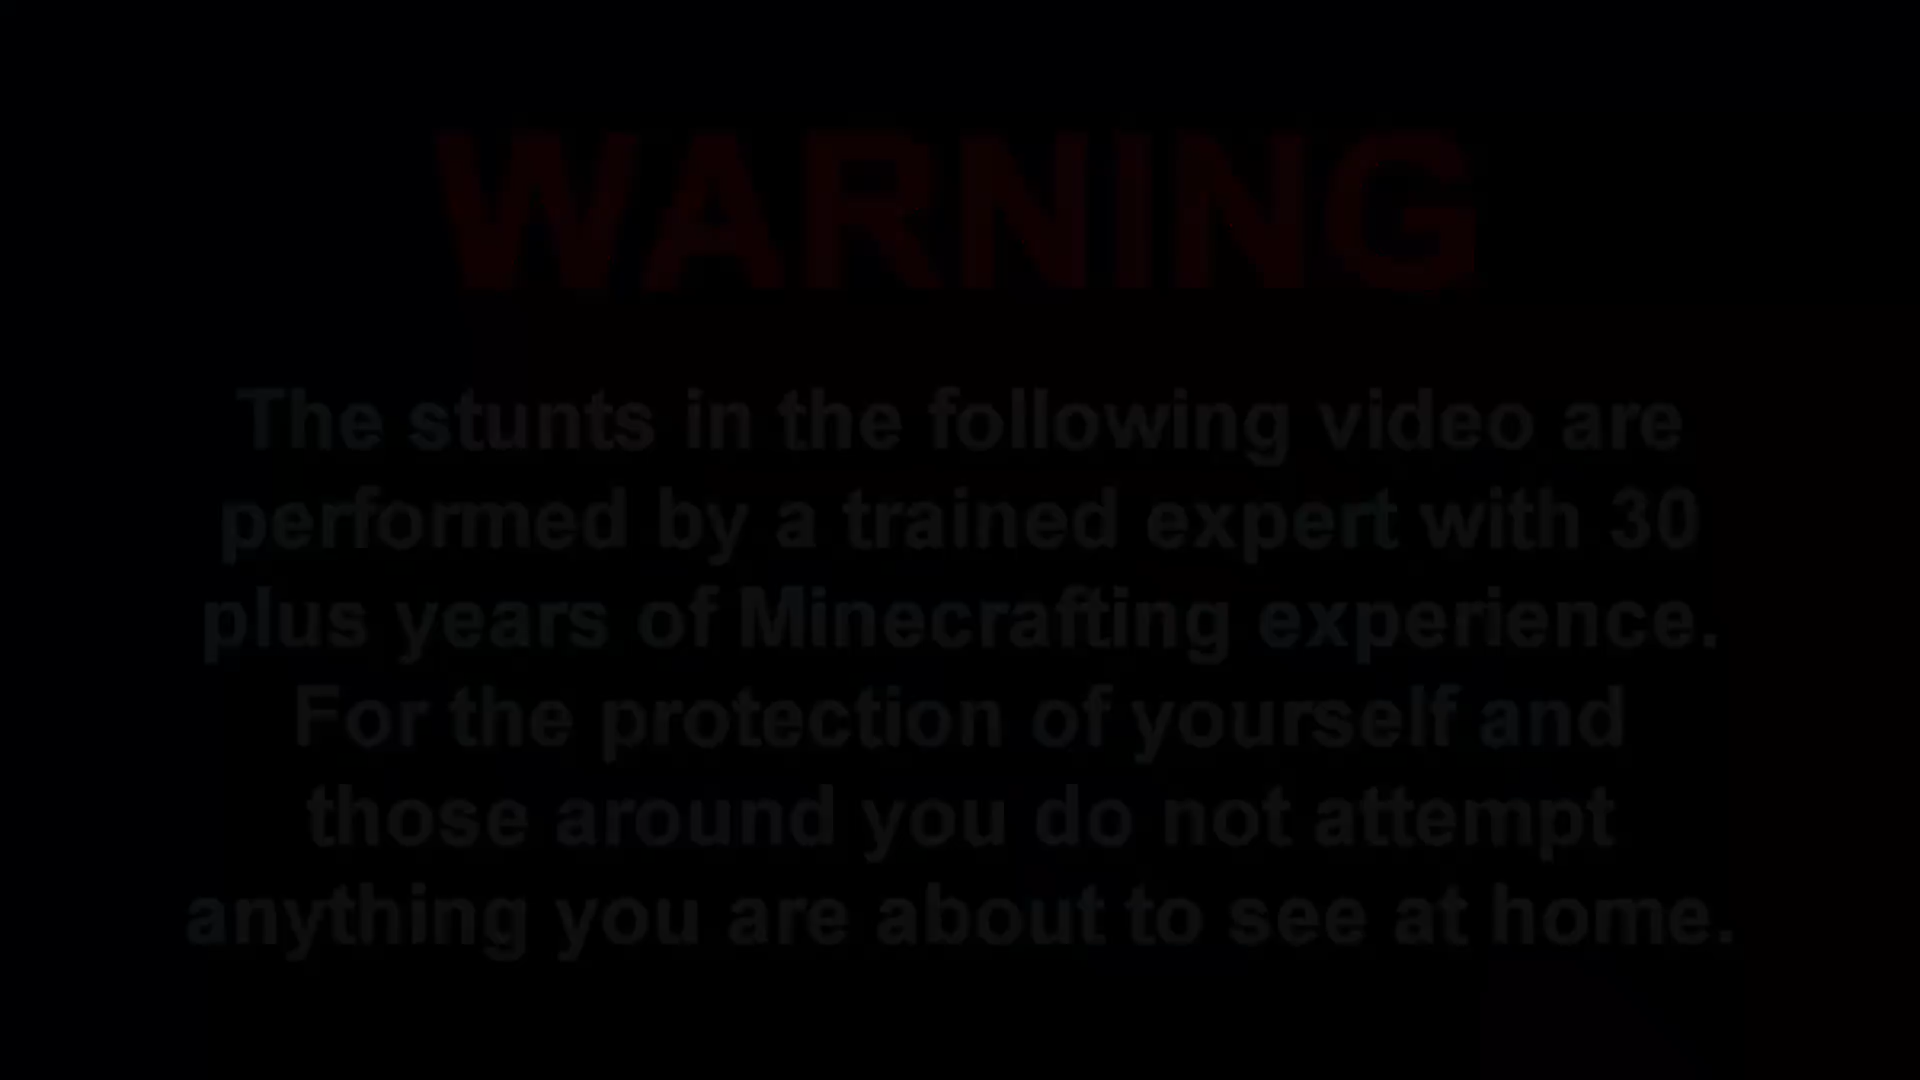 WARNING
The stunts in the following video are
performed by a trained expert with 30
plus years of Minecrafting experience.
For the protection of yourself and
those around you do not attempt
anything you are about to see at home.